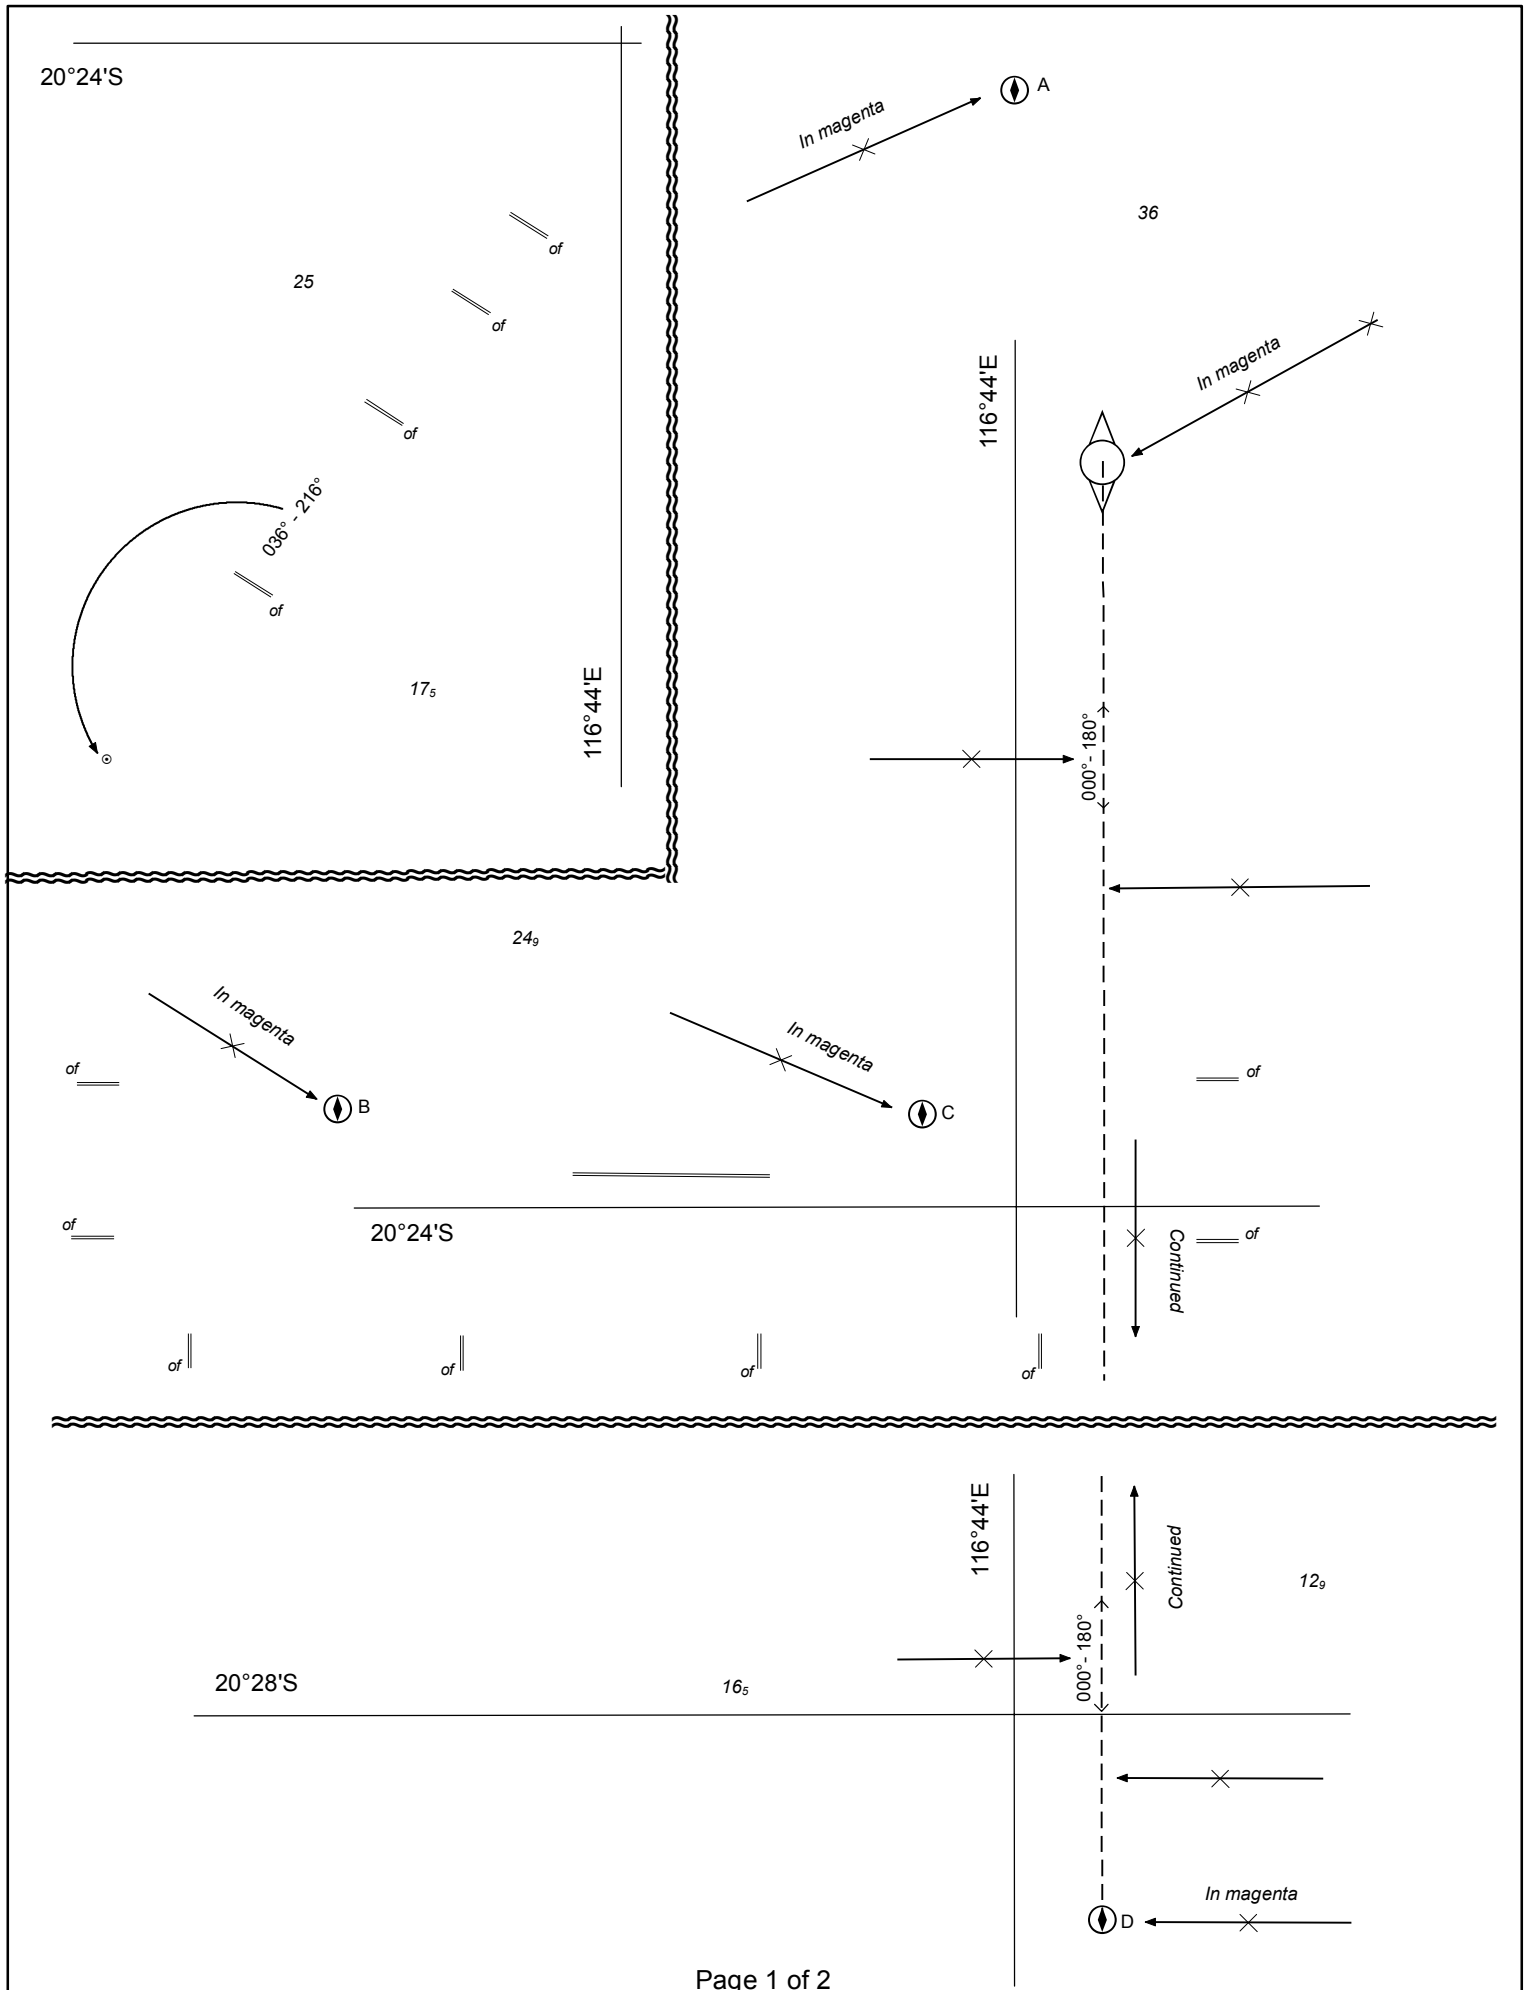 20°24'S
25
of
of
of
036° - 216°
of
17₅
116°44'E
In magenta
A
36
116°44'E
In magenta
000°- 180°
24₉
In magenta
B
In magenta
C
of
of
20°24'S
of
of
Continued
of
of
of
of
116°44'E
Continued
12₉
000°- 180°
20°28'S
16₅
In magenta
D
Page 1 of 2